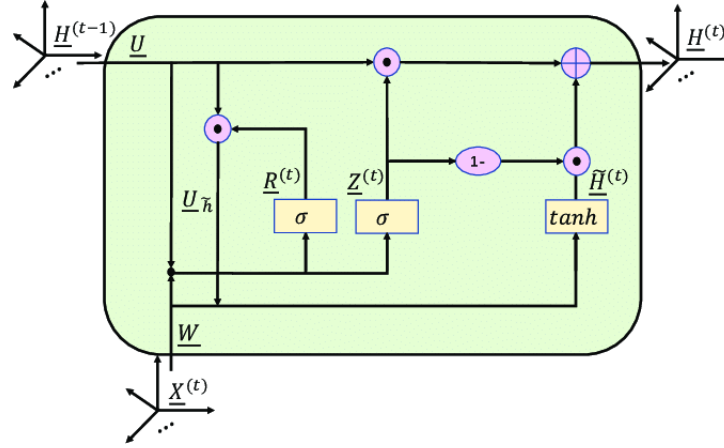 H^(t−1)
U
H^(t)
1-
R^(t)
Z^(t)
H̃^(t)
U_h̃
σ
σ
tanh
W
X^(t)